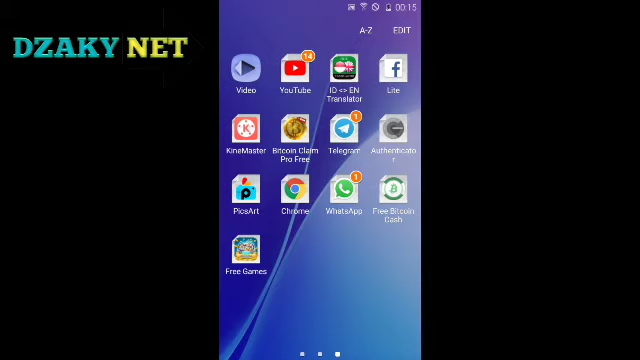 00:15
A-Z EDIT
DZAKY NET
14
Video YouTube ID <> EN Translator Lite
1
KineMaster Bitcoin Claim Pro Free Telegram Authenticato r
1
PicsArt Chrome WhatsApp Free Bitcoin Cash
Free Games